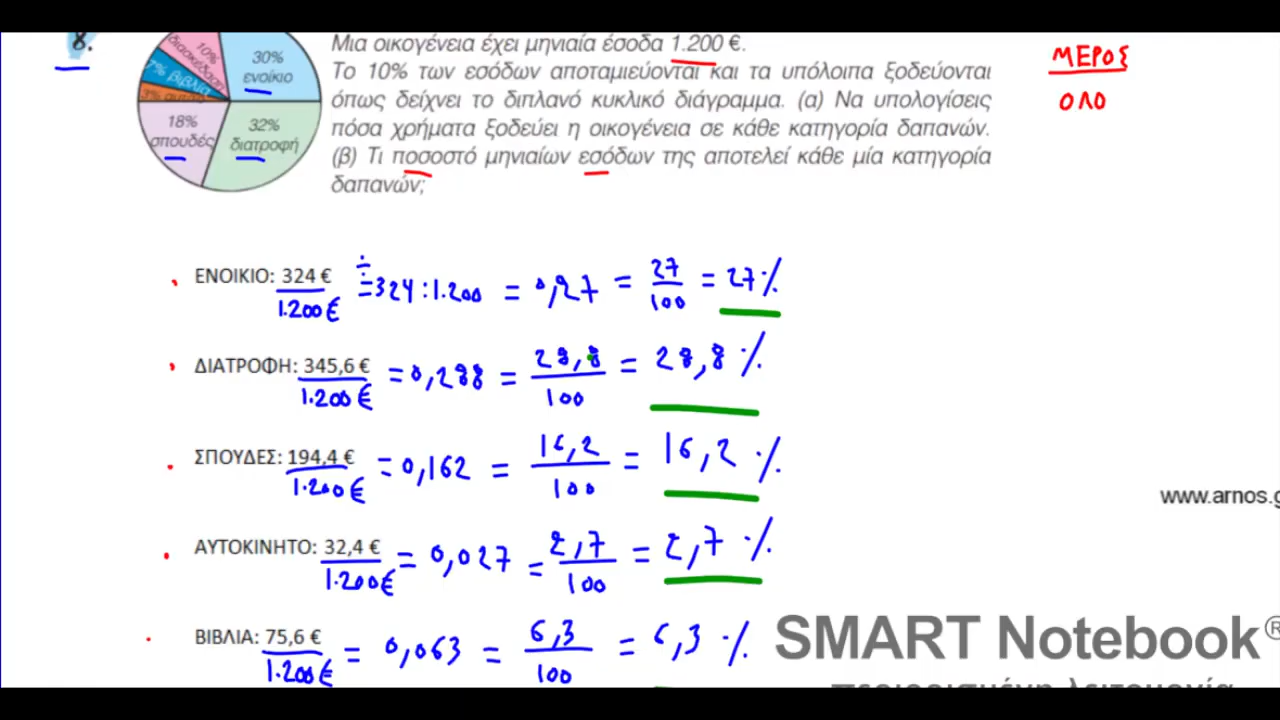 8.
10%
διασκέδαση
30%
ενοίκιο
7% βιβλία
3% αυτοκ.
18%
σπουδές
32%
διατροφή
Μια οικογένεια έχει μηνιαία έσοδα 1.200 €.
Το 10% των εσόδων αποταμιεύονται και τα υπόλοιπα ξοδεύονται
όπως δείχνει το διπλανό κυκλικό διάγραμμα. (α) Να υπολογίσεις
πόσα χρήματα ξοδεύει η οικογένεια σε κάθε κατηγορία δαπανών.
(β) Τι ποσοστό μηνιαίων εσόδων της αποτελεί κάθε μία κατηγορία
δαπανών;
ΜΕΡΟΣ
ΟΛΟ
ΕΝΟΙΚΙΟ: 324 € ÷
1.200 € = 324 : 1.200 = 0,27 = 27/100 = 27 %
ΔΙΑΤΡΟΦΗ: 345,6 €
1.200 € = 0,288 = 28,8/100 = 28,8 %
ΣΠΟΥΔΕΣ: 194,4 €
1.200 € = 0,162 = 16,2/100 = 16,2 %
ΑΥΤΟΚΙΝΗΤΟ: 32,4 €
1.200 € = 0,027 = 2,7/100 = 2,7 %
ΒΙΒΛΙΑ: 75,6 €
1.200 € = 0,063 = 6,3/100 = 6,3 %
www.arnos.g
SMART Notebook®
περιορισμένη λειτουργία